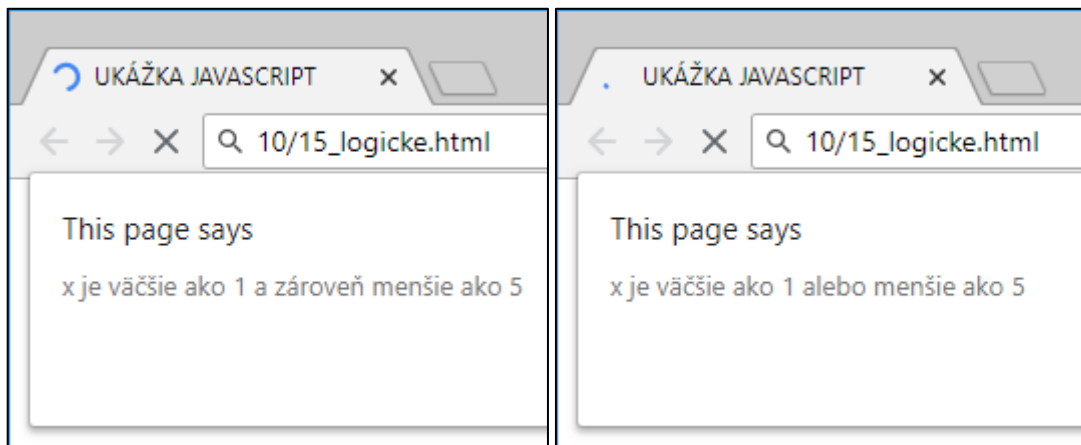 UKÁŽKA JAVASCRIPT
10/15_logicke.html
This page says
x je väčšie ako 1 a zároveň menšie ako 5
UKÁŽKA JAVASCRIPT
10/15_logicke.html
This page says
x je väčšie ako 1 alebo menšie ako 5